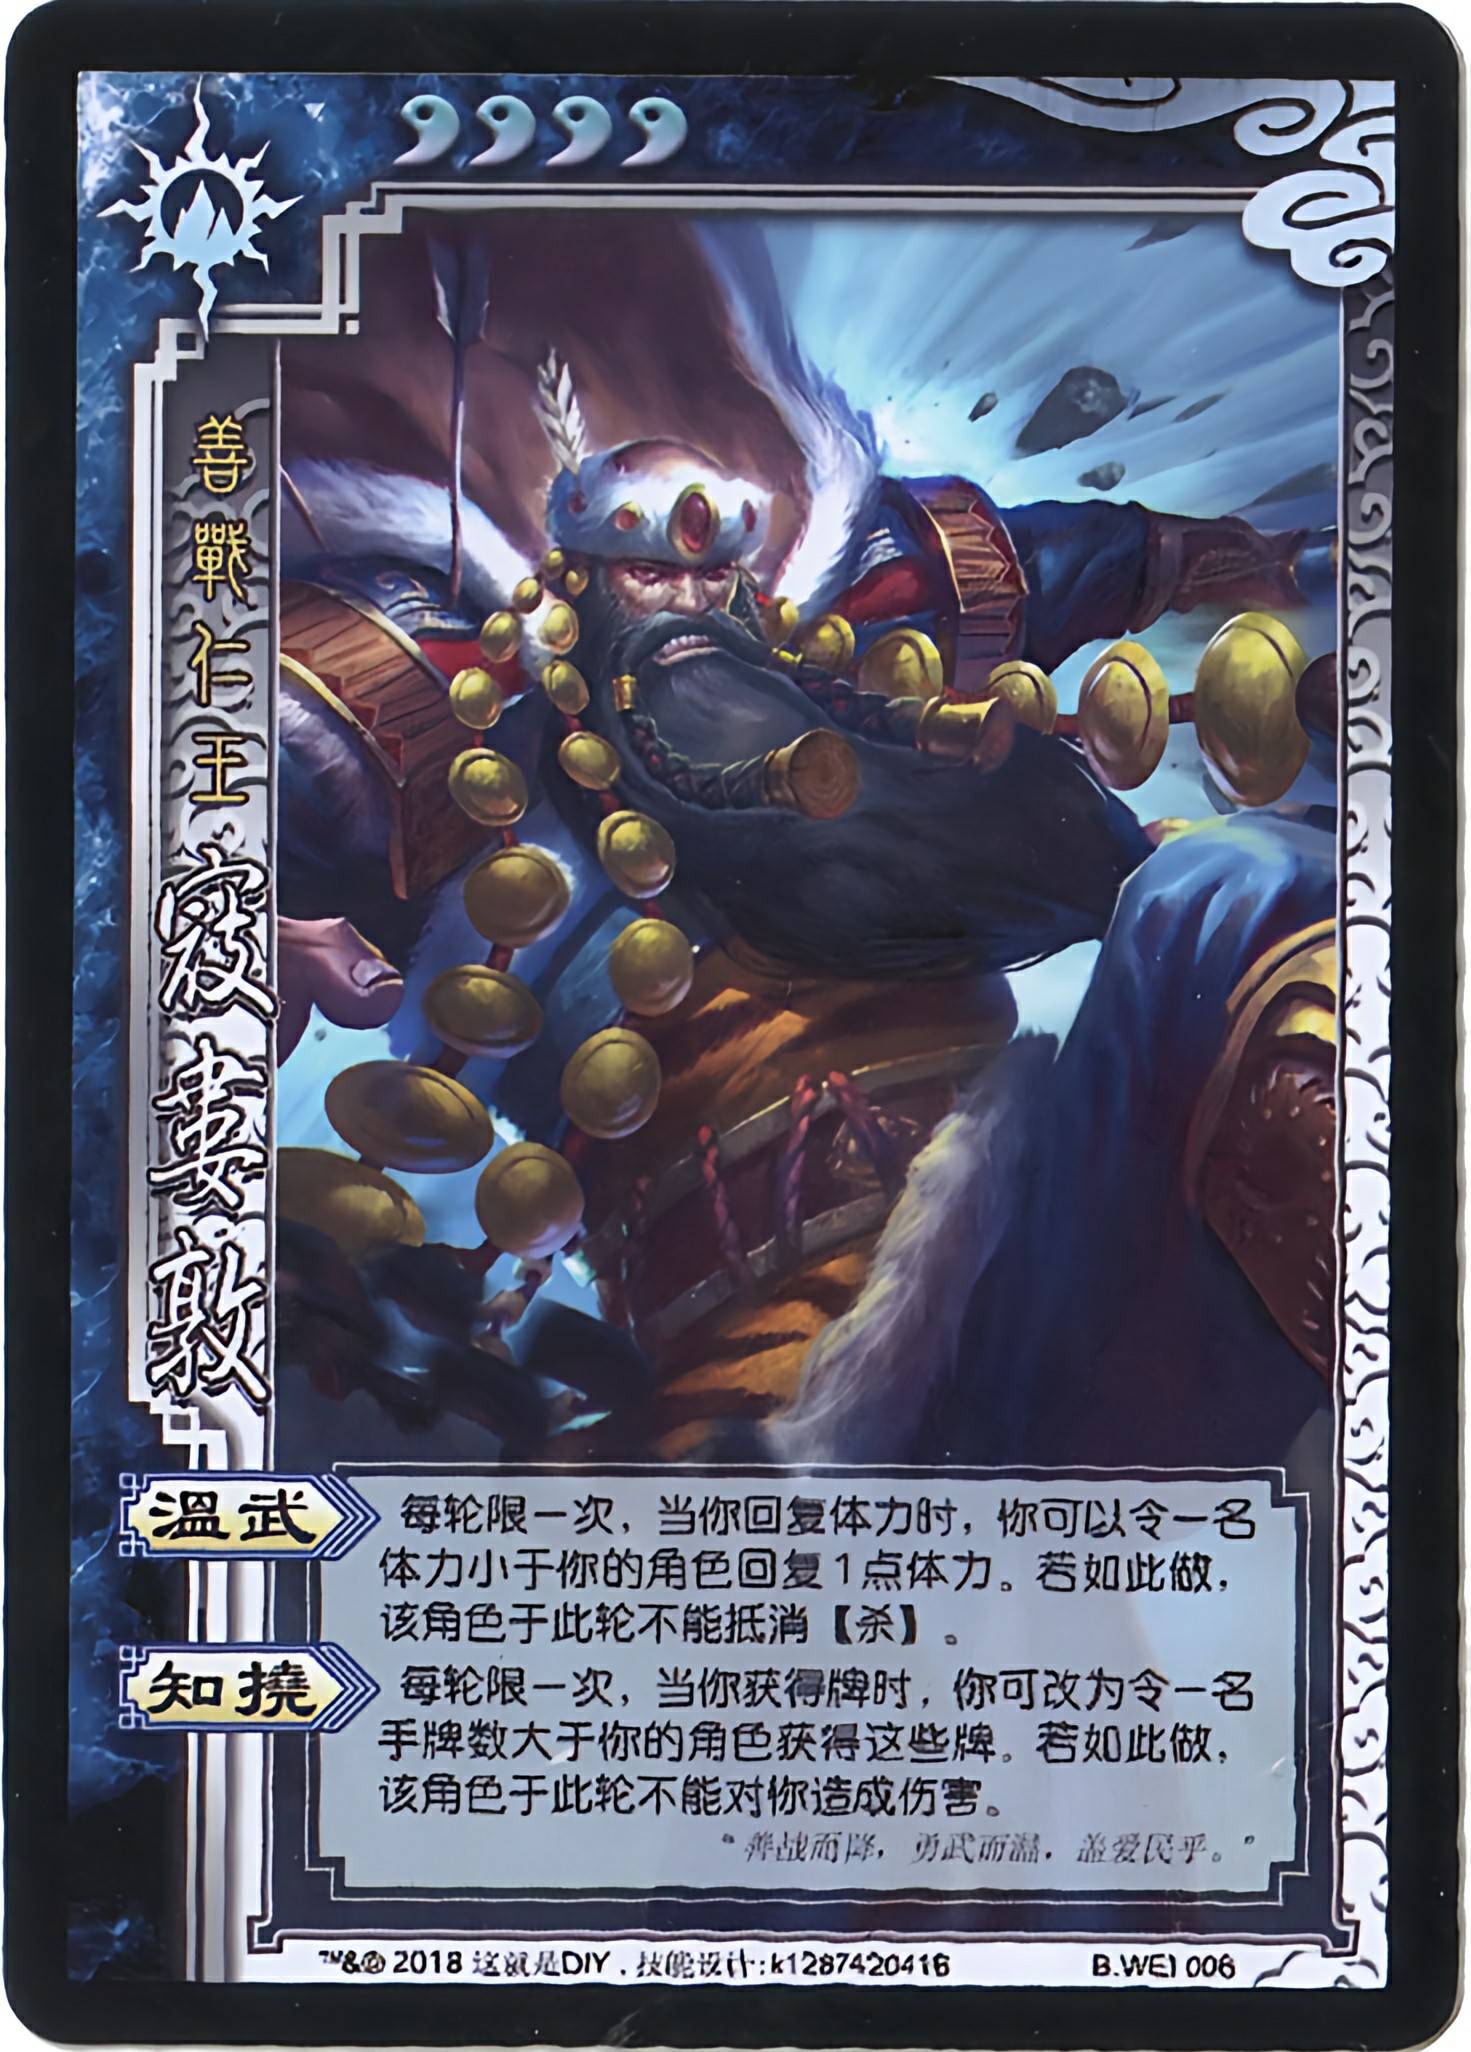 善戰仁王
寇婁敦
溫武
每轮限一次，当你回复体力时，你可以令一名
体力小于你的角色回复1点体力。若如此做，
该角色于此轮不能抵消【杀】。
知撓
每轮限一次，当你获得牌时，你可改为令一名
手牌数大于你的角色获得这些牌。若如此做，
该角色于此轮不能对你造成伤害。
“善战而降，勇武而温，盖爱民乎。”
™&© 2018 这就是DIY . 技能设计:k1287420416
B.WEI 006